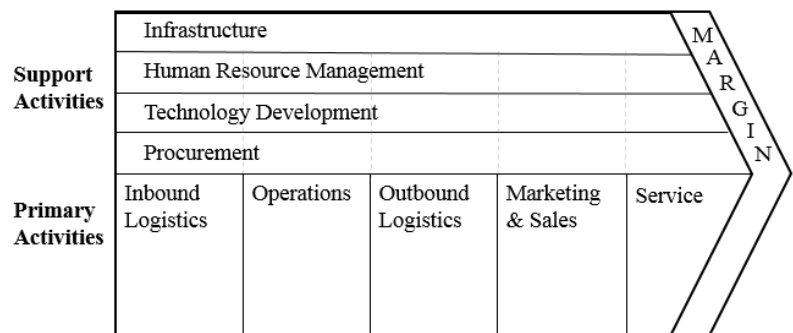 Infrastructure
Support
Activities
Human Resource Management
Technology Development
Procurement
MARGIN
Primary
Activities
Inbound
Logistics
Operations
Outbound
Logistics
Marketing
& Sales
Service